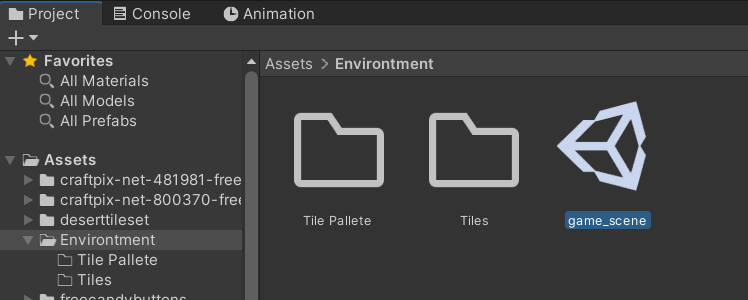 Project Console Animation
+
Favorites
All Materials
All Models
All Prefabs
Assets
craftpix-net-481981-free
craftpix-net-800370-free
deserttileset
Environtment
Tile Pallete
Tiles
freecandybuttons
Assets > Environtment
Tile Pallete Tiles game_scene